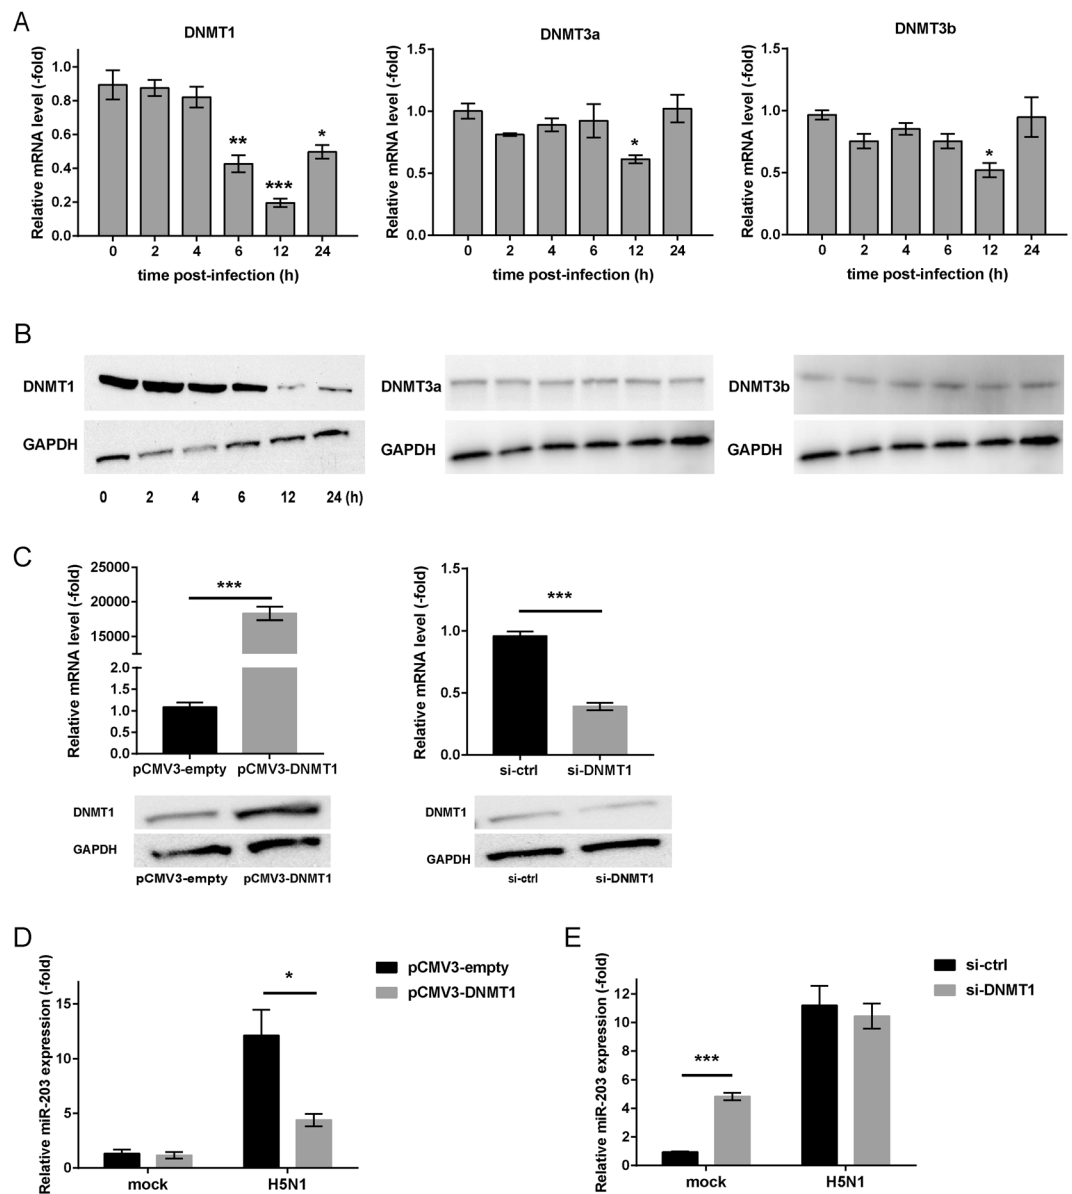 A
DNMT1
Relative mRNA level (-fold)
1.0
0.8
0.6
0.4
0.2
0.0
**
***
*
0 2 4 6 12 24
time post-infection (h)
DNMT3a
Relative mRNA level (-fold)
1.5
1.0
0.5
0.0
*
0 2 4 6 12 24
time post-infection (h)
DNMT3b
Relative mRNA level (-fold)
1.5
1.0
0.5
0.0
*
0 2 4 6 12 24
time post-infection (h)
B
DNMT1
GAPDH
0 2 4 6 12 24 (h)
DNMT3a
GAPDH
DNMT3b
GAPDH
C
Relative mRNA level (-fold)
25000
20000
15000
2.0
1.5
1.0
0.5
0.0
***
pCMV3-empty pCMV3-DNMT1
DNMT1
GAPDH
pCMV3-empty pCMV3-DNMT1
Relative mRNA level (-fold)
1.5
1.0
0.5
0.0
***
si-ctrl si-DNMT1
DNMT1
GAPDH
si-ctrl si-DNMT1
D
Relative miR-203 expression (-fold)
15
10
5
0
*
mock H5N1
pCMV3-empty
pCMV3-DNMT1
E
Relative miR-203 expression (-fold)
12
10
8
6
4
2
0
***
mock H5N1
si-ctrl
si-DNMT1